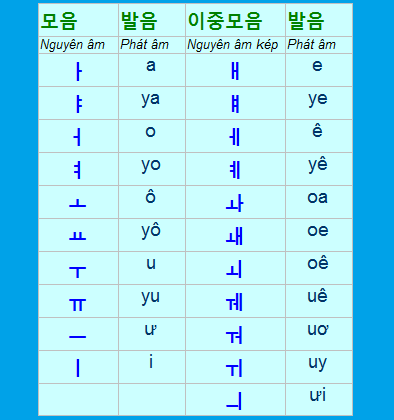 모음 발음 이중모음 발음
Nguyên âm Phát âm Nguyên âm kép Phát âm
ㅏ a ㅐ e
ㅑ ya ㅒ ye
ㅓ o ㅔ ê
ㅕ yo ㅖ yê
ㅗ ô ㅘ oa
ㅛ yô ㅙ oe
ㅜ u ㅚ oê
ㅠ yu ㅞ uê
ㅡ ư ㅝ uơ
ㅣ i ㅟ uy
ㅢ ưi